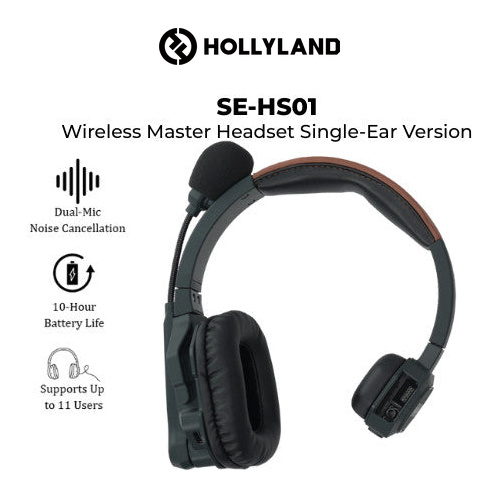 HOLLYLAND
SE-HS01
Wireless Master Headset Single-Ear Version
Dual-Mic
Noise Cancellation
10-Hour
Battery Life
Supports Up
to 11 Users